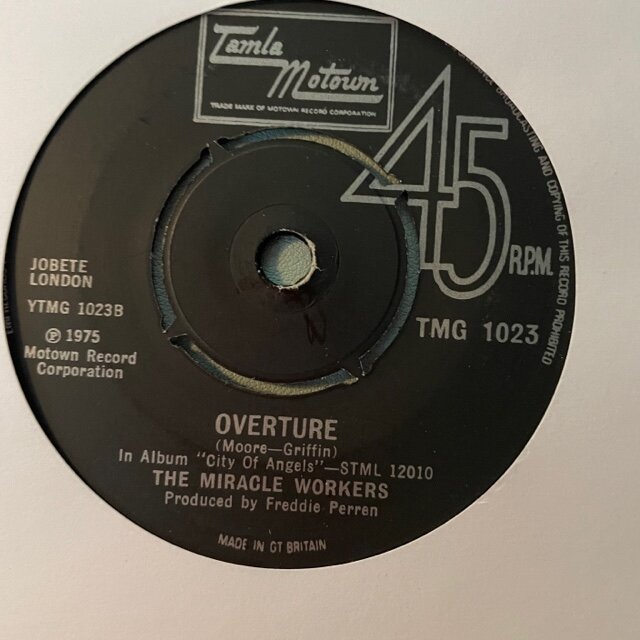 Tamla
Motown
TRADE MARK OF MOTOWN RECORD CORPORATION
45
R.P.M.
BROADCASTING AND COPYING OF THIS RECORD PROHIBITED
JOBETE
LONDON
YTMG 1023B
Ⓟ 1975
Motown Record
Corporation
TMG 1023
OVERTURE
(Moore—Griffin)
In Album "City Of Angels"—STML 12010
THE MIRACLE WORKERS
Produced by Freddie Perren
MADE IN GT BRITAIN